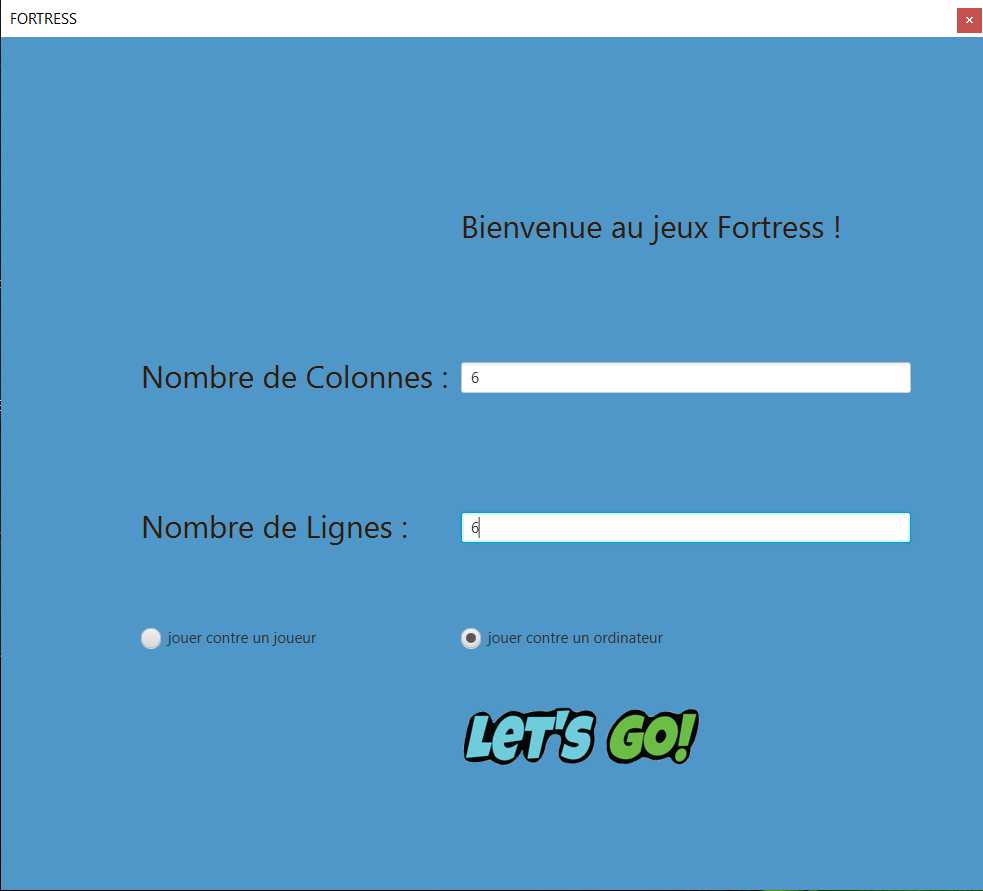 FORTRESS
Bienvenue au jeux Fortress !
Nombre de Colonnes : 6
Nombre de Lignes : 6
jouer contre un joueur jouer contre un ordinateur
LET'S GO!